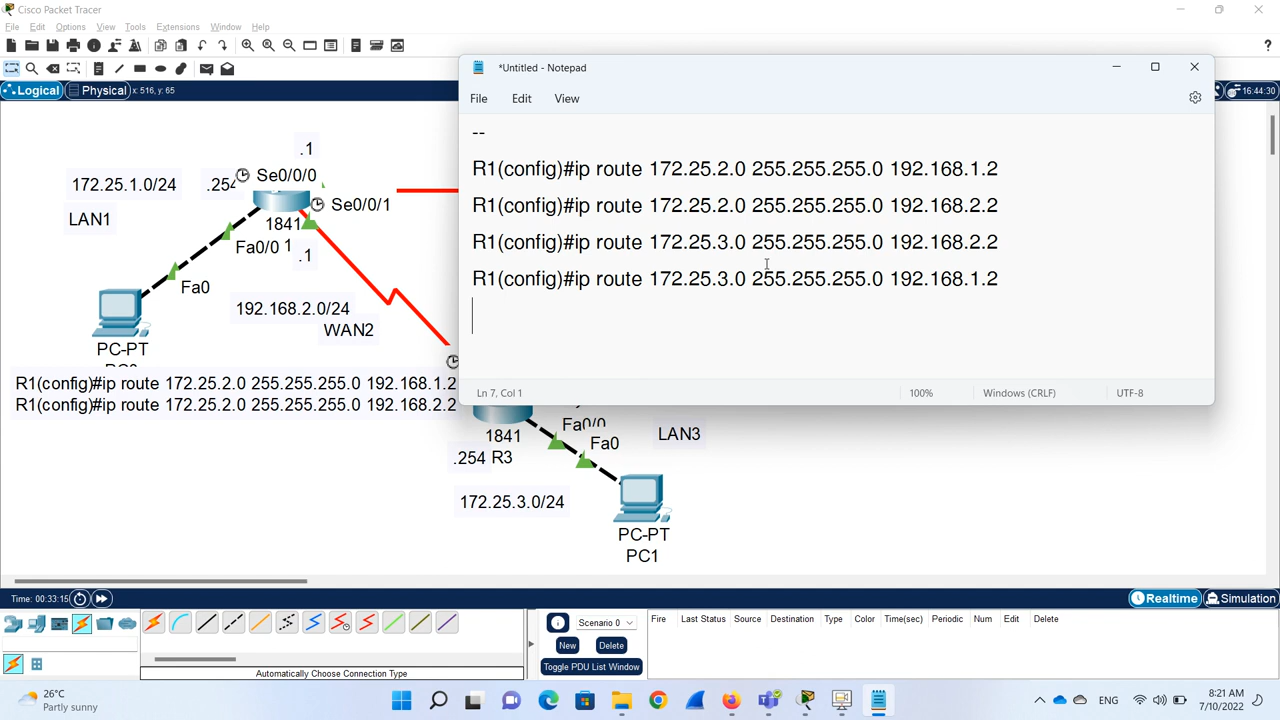 Cisco Packet Tracer
File Edit Options View Tools Extensions Window Help
Logical Physical x: 516, y: 65
16:44:30
*Untitled - Notepad
File Edit View
--
R1(config)#ip route 172.25.2.0 255.255.255.0 192.168.1.2
R1(config)#ip route 172.25.2.0 255.255.255.0 192.168.2.2
R1(config)#ip route 172.25.3.0 255.255.255.0 192.168.2.2
R1(config)#ip route 172.25.3.0 255.255.255.0 192.168.1.2
Ln 7, Col 1 100% Windows (CRLF) UTF-8
.1
Se0/0/0
172.25.1.0/24 .254
Se0/0/1
LAN1
1841
Fa0/0
.1
Fa0
192.168.2.0/24
WAN2
PC-PT
R1(config)#ip route 172.25.2.0 255.255.255.0 192.168.1.2
R1(config)#ip route 172.25.2.0 255.255.255.0 192.168.2.2
Fa0/0
1841 Fa0 LAN3
.254 R3
172.25.3.0/24
PC-PT
PC1
Time: 00:33:15 Realtime Simulation
Scenario 0
New Delete
Toggle PDU List Window
Fire Last Status Source Destination Type Color Time(sec) Periodic Num Edit Delete
Automatically Choose Connection Type
26°C
Partly sunny
ENG
8:21 AM
7/10/2022